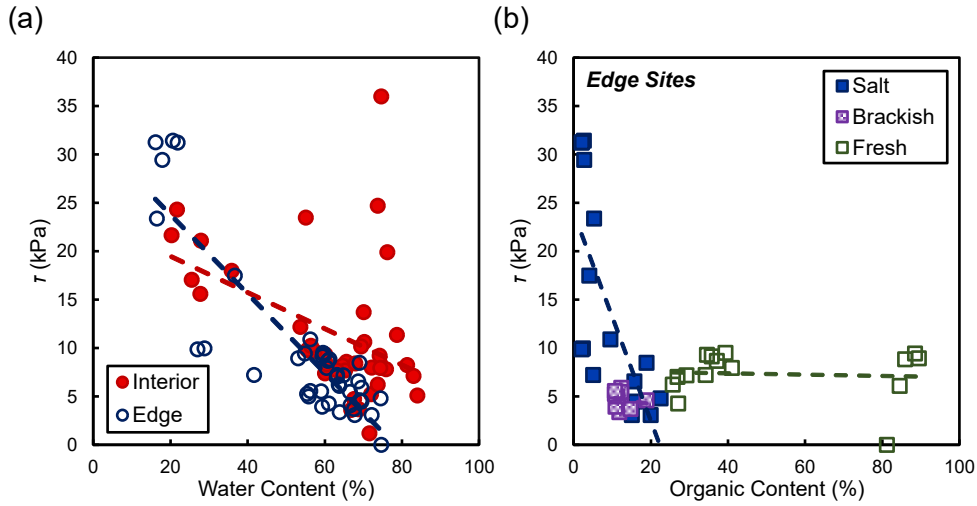 (a)
40
35
30
25
20
15
10
5
0
τ (kPa)
Interior
Edge
0 20 40 60 80 100
Water Content (%)
(b)
40
35
30
25
20
15
10
5
0
τ (kPa)
Edge Sites
Salt
Brackish
Fresh
0 20 40 60 80 100
Organic Content (%)